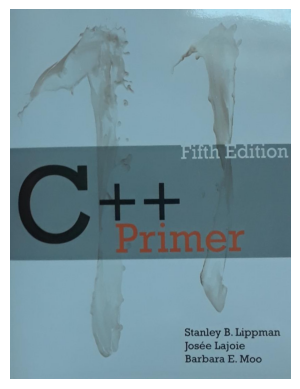 Fifth Edition
C++
Primer
Stanley B. Lippman
Josée Lajoie
Barbara E. Moo